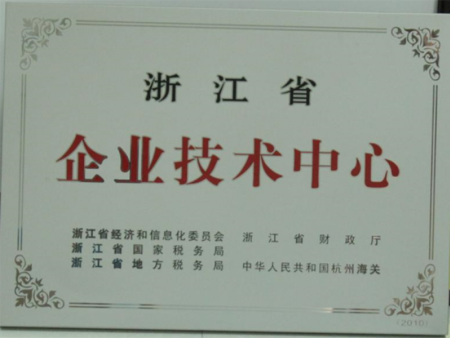 浙江省
企业技术中心
浙江省经济和信息化委员会 浙江省财政厅
浙江省国家税务局
浙江省地方税务局 中华人民共和国杭州海关
(2010)